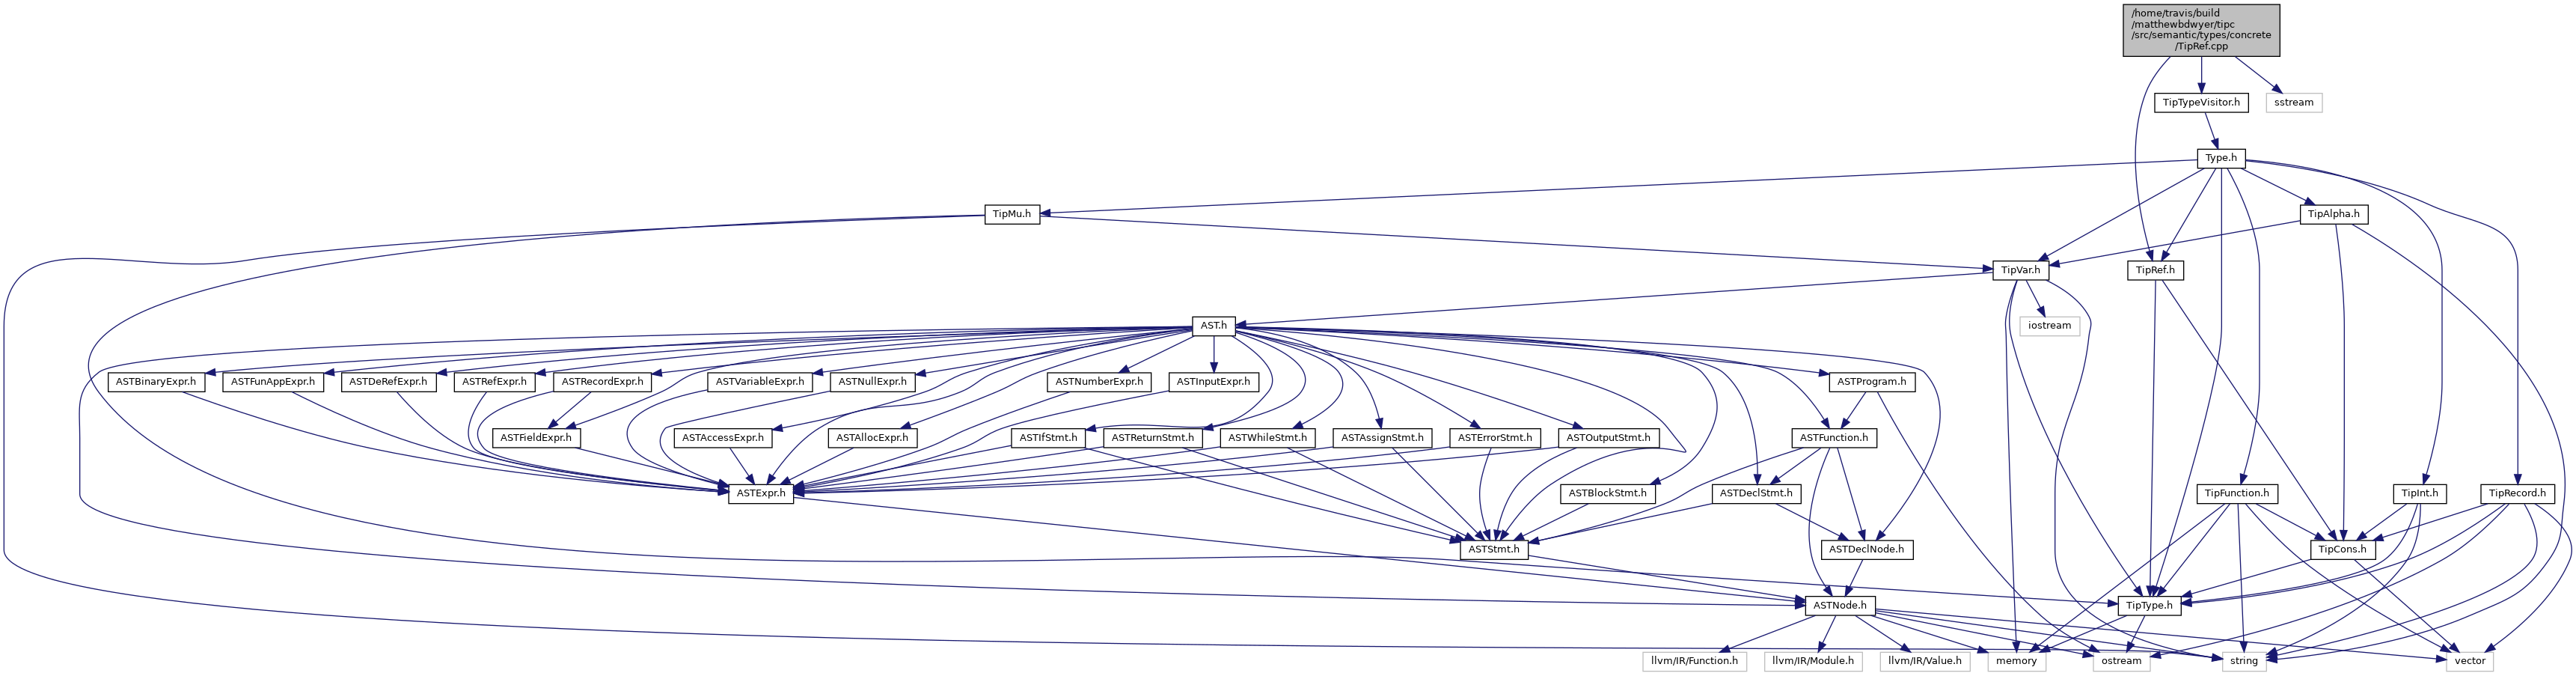 /home/travis/build
/matthewbdwyer/tipc
/src/semantic/types/concrete
/TipRef.cpp
TipTypeVisitor.h
sstream
Type.h
TipMu.h
TipAlpha.h
TipVar.h
TipRef.h
AST.h
iostream
ASTBinaryExpr.h
ASTFunAppExpr.h
ASTDeRefExpr.h
ASTRefExpr.h
ASTRecordExpr.h
ASTVariableExpr.h
ASTNullExpr.h
ASTNumberExpr.h
ASTInputExpr.h
ASTProgram.h
ASTFieldExpr.h
ASTAccessExpr.h
ASTAllocExpr.h
ASTIfStmt.h
ASTReturnStmt.h
ASTWhileStmt.h
ASTAssignStmt.h
ASTErrorStmt.h
ASTOutputStmt.h
ASTFunction.h
ASTExpr.h
ASTBlockStmt.h
ASTDeclStmt.h
TipFunction.h
TipInt.h
TipRecord.h
ASTStmt.h
ASTDeclNode.h
TipCons.h
ASTNode.h
TipType.h
llvm/IR/Function.h
llvm/IR/Module.h
llvm/IR/Value.h
memory
ostream
string
vector